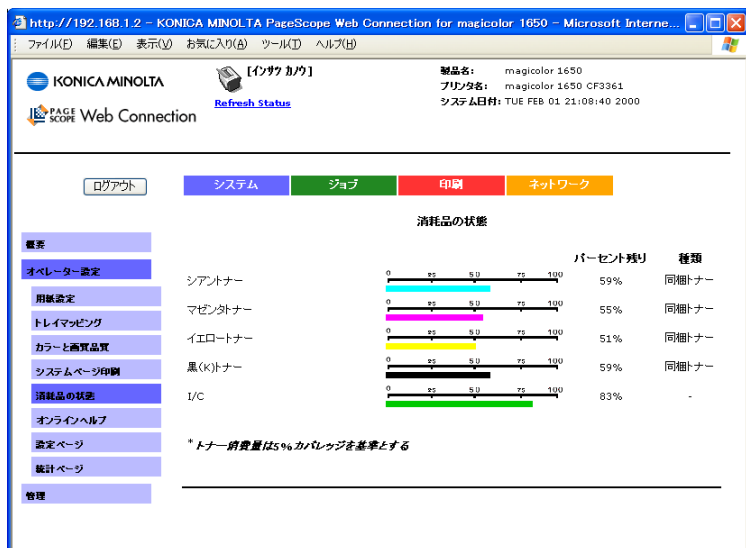 http://192.168.1.2 - KONICA MINOLTA PageScope Web Connection for magicolor 1650 - Microsoft Interne...
ファイル(F) 編集(E) 表示(V) お気に入り(A) ツール(T) ヘルプ(H)
KONICA MINOLTA
PAGE SCOPE Web Connection
[インサツ カノウ]
Refresh Status
製品名: magicolor 1650
プリンタ名: magicolor 1650 CF3361
システム日付: TUE FEB 01 21:08:40 2000
ログアウト
システム ジョブ 印刷 ネットワーク
概要
オペレーター設定
用紙設定
トレイマッピング
カラーと画質品質
システムページ印刷
消耗品の状態
オンラインヘルプ
設定ページ
統計ページ
管理
消耗品の状態
パーセント残り 種類
シアントナー 0 25 50 75 100 59% 同梱トナー
マゼンタトナー 0 25 50 75 100 55% 同梱トナー
イエロートナー 0 25 50 75 100 51% 同梱トナー
黒(K)トナー 0 25 50 75 100 59% 同梱トナー
I/C 0 25 50 75 100 83% -
*トナー消費量は5%カバレッジを基準とする